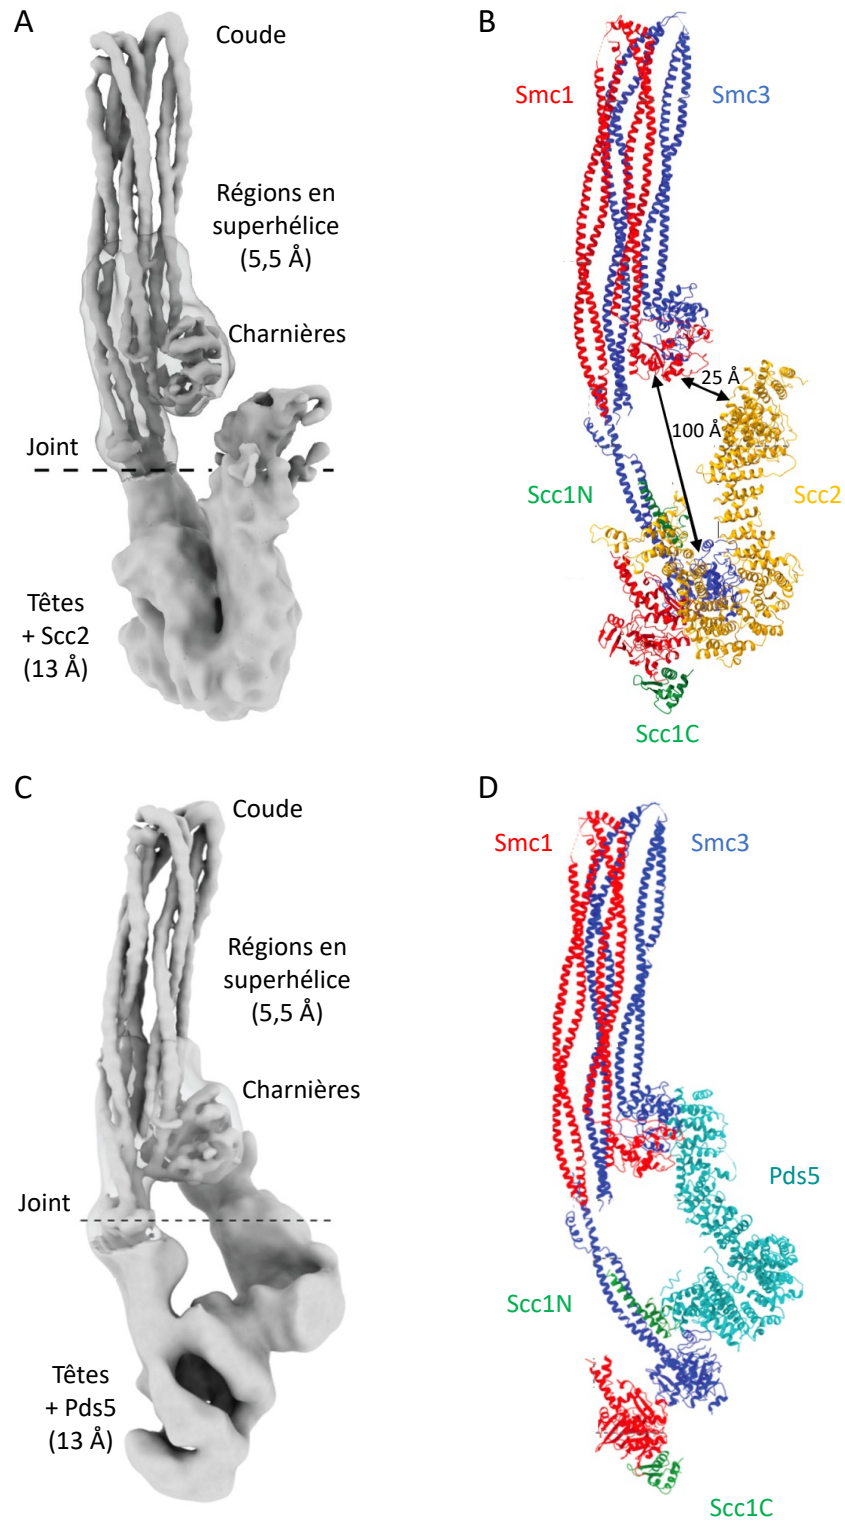 A
Coude
Régions en
superhélice
(5,5 Å)
Charnières
Joint
Têtes
+ Scc2
(13 Å)
B
Smc1
Smc3
25 Å
100 Å
Scc1N
Scc2
Scc1C
C
Coude
Régions en
superhélice
(5,5 Å)
Charnières
Joint
Têtes
+ Pds5
(13 Å)
D
Smc1
Smc3
Pds5
Scc1N
Scc1C